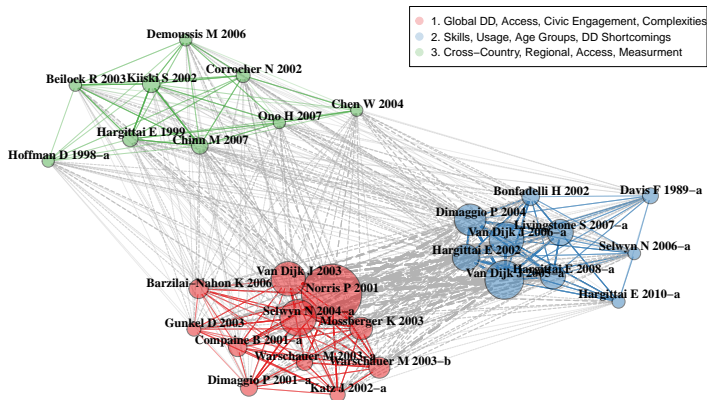 1. Global DD, Access, Civic Engagement, Complexities
2. Skills, Usage, Age Groups, DD Shortcomings
3. Cross−Country, Regional, Access, Measurment
Demoussis M 2006
Corrocher N 2002
Beilock R 2003
Kiiski S 2002
Chen W 2004
Ono H 2007
Hargittai E 1999
Chinn M 2007
Hoffman D 1998−a
Bonfadelli H 2002
Davis F 1989−a
Dimaggio P 2004
Livingstone S 2007−a
Van Dijk J 2006−a
Hargittai E 2002
Selwyn N 2006−a
Van Dijk J 2005−a
Hargittai E 2008−a
Hargittai E 2010−a
Van Dijk J 2003
Barzilai−Nahon K 2006
Norris P 2001
Selwyn N 2004−a
Gunkel D 2003
Mossberger K 2003
Compaine B 2001−a
Warschauer M 2003−a
Warschauer M 2003−b
Dimaggio P 2001−a
Katz J 2002−a